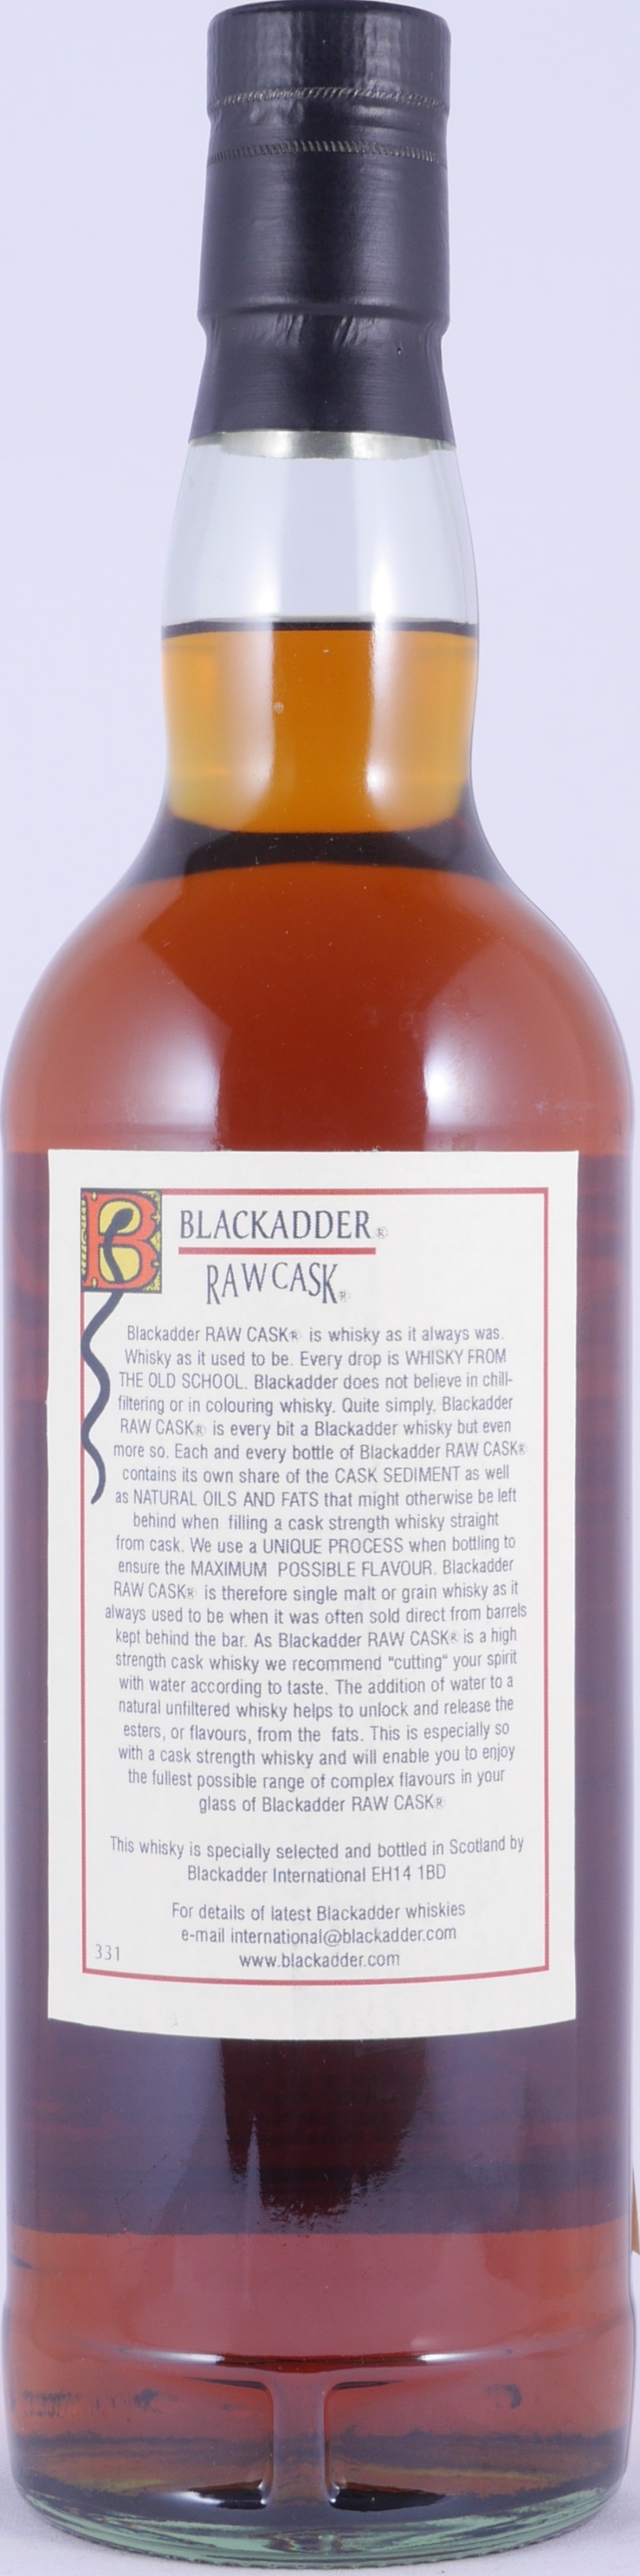 B BLACKADDER®
RAW CASK®
Blackadder RAW CASK® is whisky as it always was.
Whisky as it used to be. Every drop is WHISKY FROM
THE OLD SCHOOL. Blackadder does not believe in chill-
filtering or in colouring whisky. Quite simply, Blackadder
RAW CASK® is every bit a Blackadder whisky but even
more so. Each and every bottle of Blackadder RAW CASK®
contains its own share of the CASK SEDIMENT as well
as NATURAL OILS AND FATS that might otherwise be left
behind when filling a cask strength whisky straight
from cask. We use a UNIQUE PROCESS when bottling to
ensure the MAXIMUM POSSIBLE FLAVOUR. Blackadder
RAW CASK® is therefore single malt or grain whisky as it
always used to be when it was often sold direct from barrels
kept behind the bar. As Blackadder RAW CASK® is a high
strength cask whisky we recommend "cutting" your spirit
with water according to taste. The addition of water to a
natural unfiltered whisky helps to unlock and release the
esters, or flavours, from the fats. This is especially so
with a cask strength whisky and will enable you to enjoy
the fullest possible range of complex flavours in your
glass of Blackadder RAW CASK®
This whisky is specially selected and bottled in Scotland by
Blackadder International EH14 1BD
For details of latest Blackadder whiskies
e-mail international@blackadder.com
www.blackadder.com
331